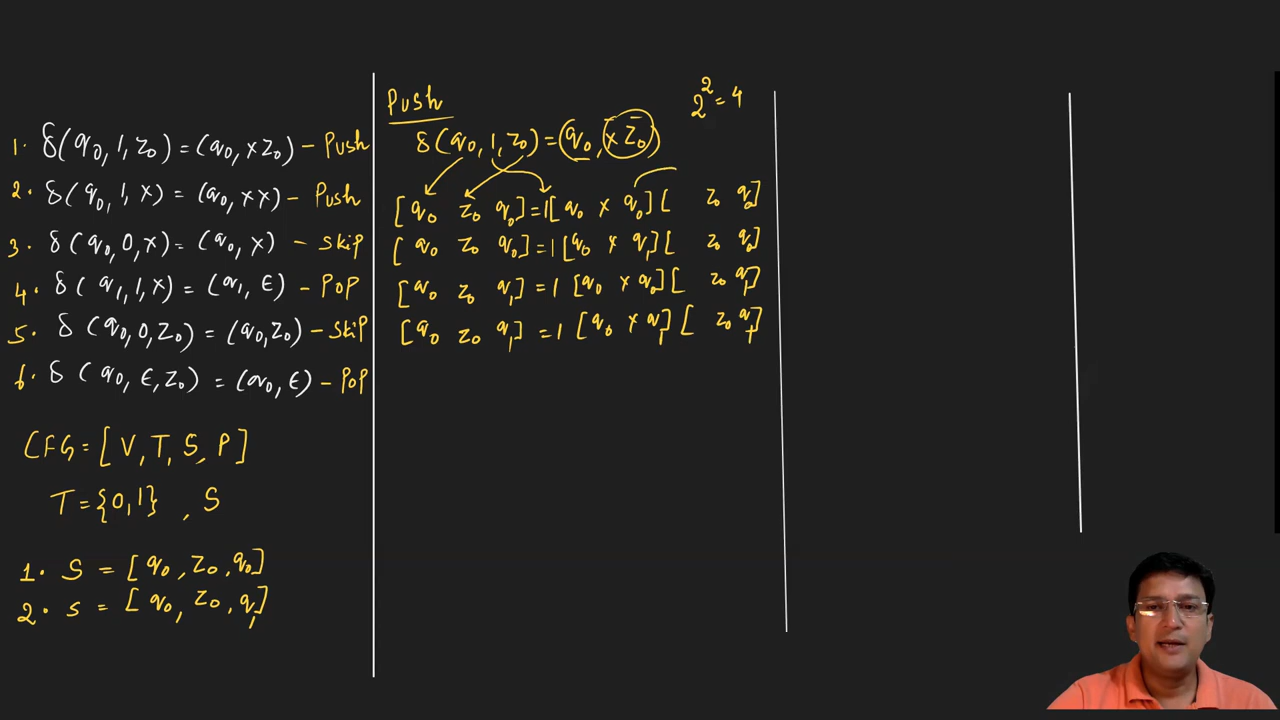 1. δ(q0, 1, z0) = (q0, xz0) – Push
2. δ(q0, 1, x) = (q0, xx) – Push
3. δ(q0, 0, x) = (q0, x) – Skip
4. δ(q1, 1, x) = (q1, ε) – POP
5. δ(q0, 0, z0) = (q0, z0) – Skip
6. δ(q0, ε, z0) = (q0, ε) – POP
CFG = [V, T, S, P]
T = {0, 1} , S
1. S = [q0, z0, q0]
2. S = [q0, z0, q1]
Push
2² = 4
δ(q0, 1, z0) = (q0, xz0)
[q0 z0 q0] = 1[q0 x q0][ z0 q0]
[q0 z0 q0] = 1[q0 x q1][ z0 q0]
[q0 z0 q1] = 1[q0 x q0][ z0 q1]
[q0 z0 q1] = 1[q0 x q1][ z0 q1]